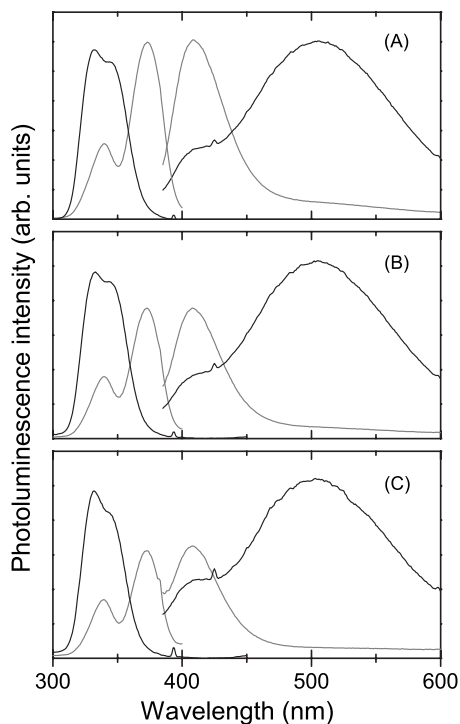 (A)
(B)
(C)
Photoluminescence intensity (arb. units)
300 400 500 600
Wavelength (nm)